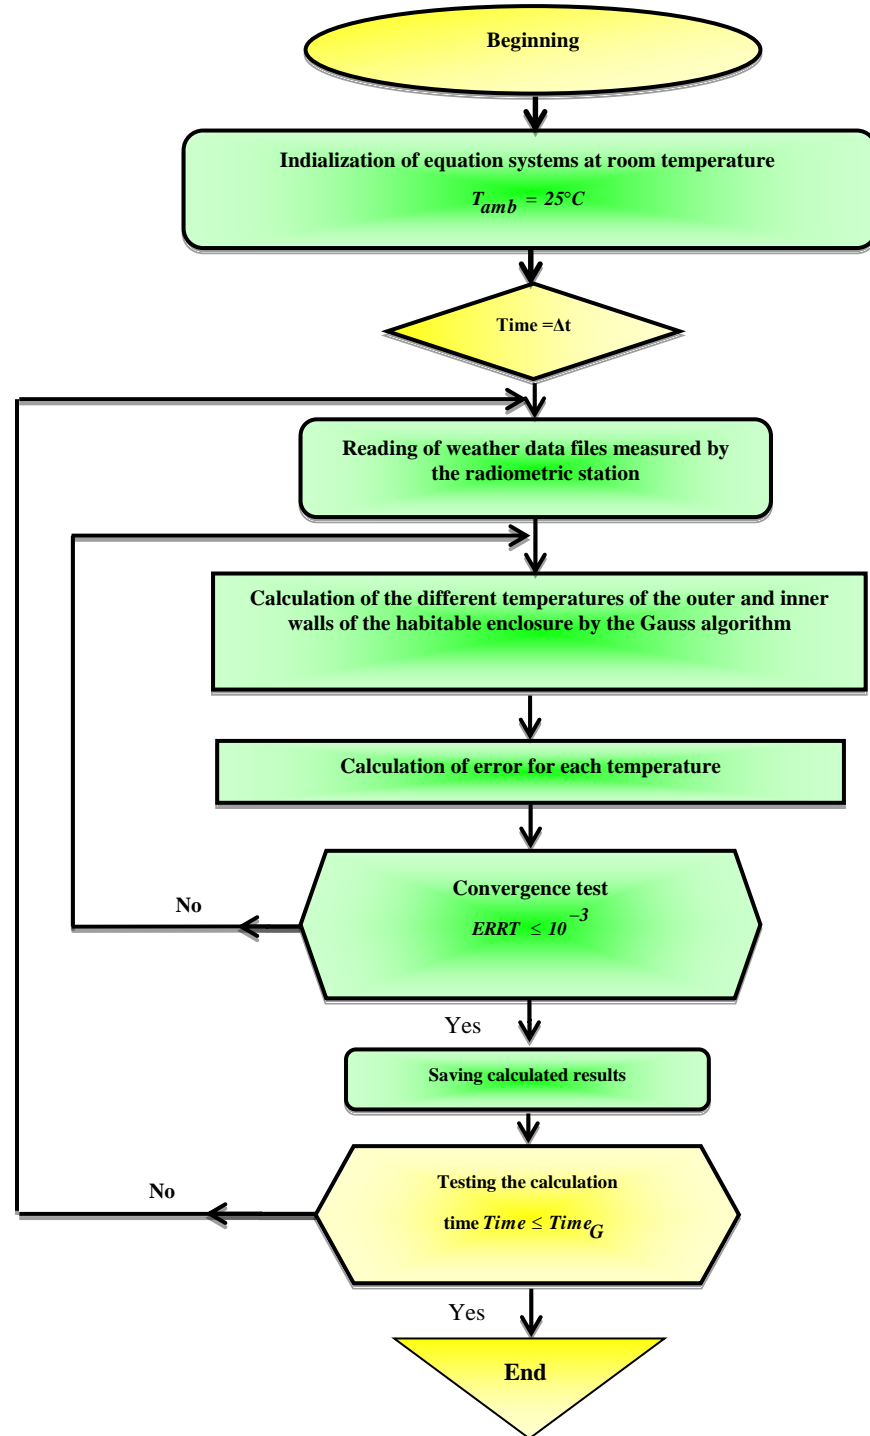 Beginning
Indialization of equation systems at room temperature
T_amb = 25°C
Time =Δt
Reading of weather data files measured by
the radiometric station
Calculation of the different temperatures of the outer and inner
walls of the habitable enclosure by the Gauss algorithm
Calculation of error for each temperature
Convergence test
No
ERRT ≤ 10^−3
Yes
Saving calculated results
Testing the calculation
No
time Time ≤ Time_G
Yes
End